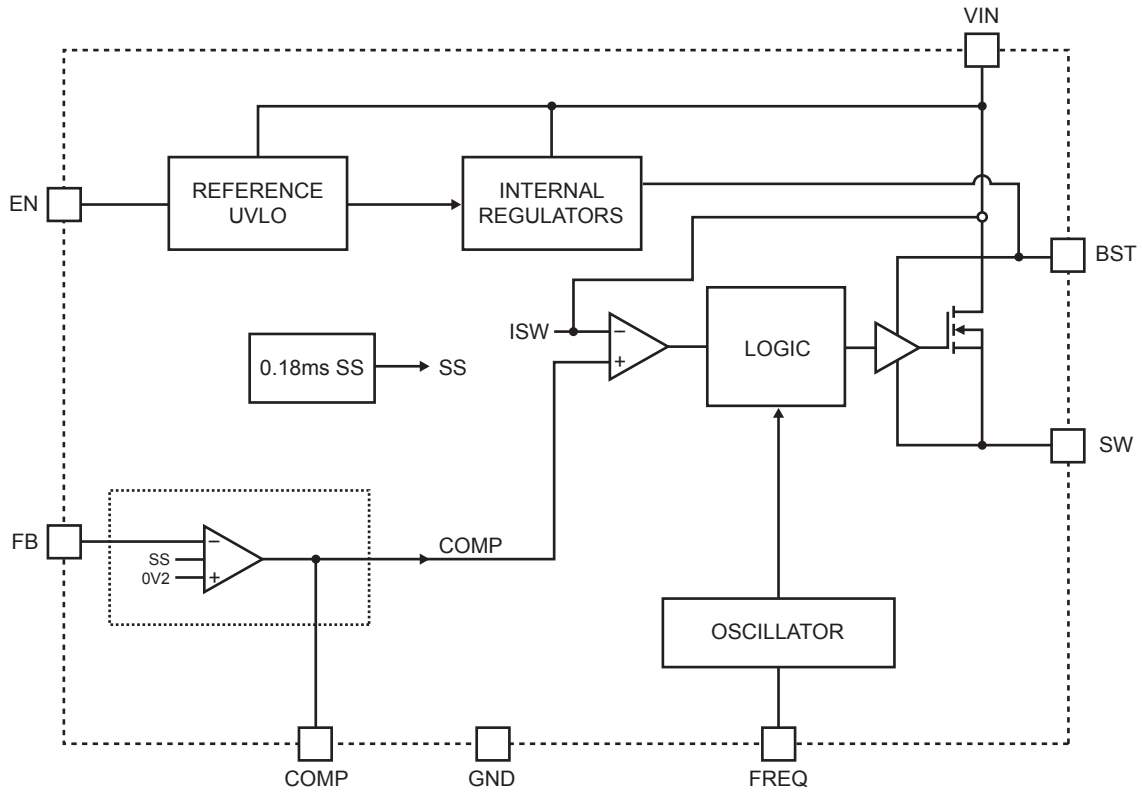 VIN
EN
REFERENCE
UVLO
INTERNAL
REGULATORS
BST
ISW
−
+
LOGIC
0.18ms SS
SS
SW
FB
−
SS
0V2
+
COMP
OSCILLATOR
COMP
GND
FREQ